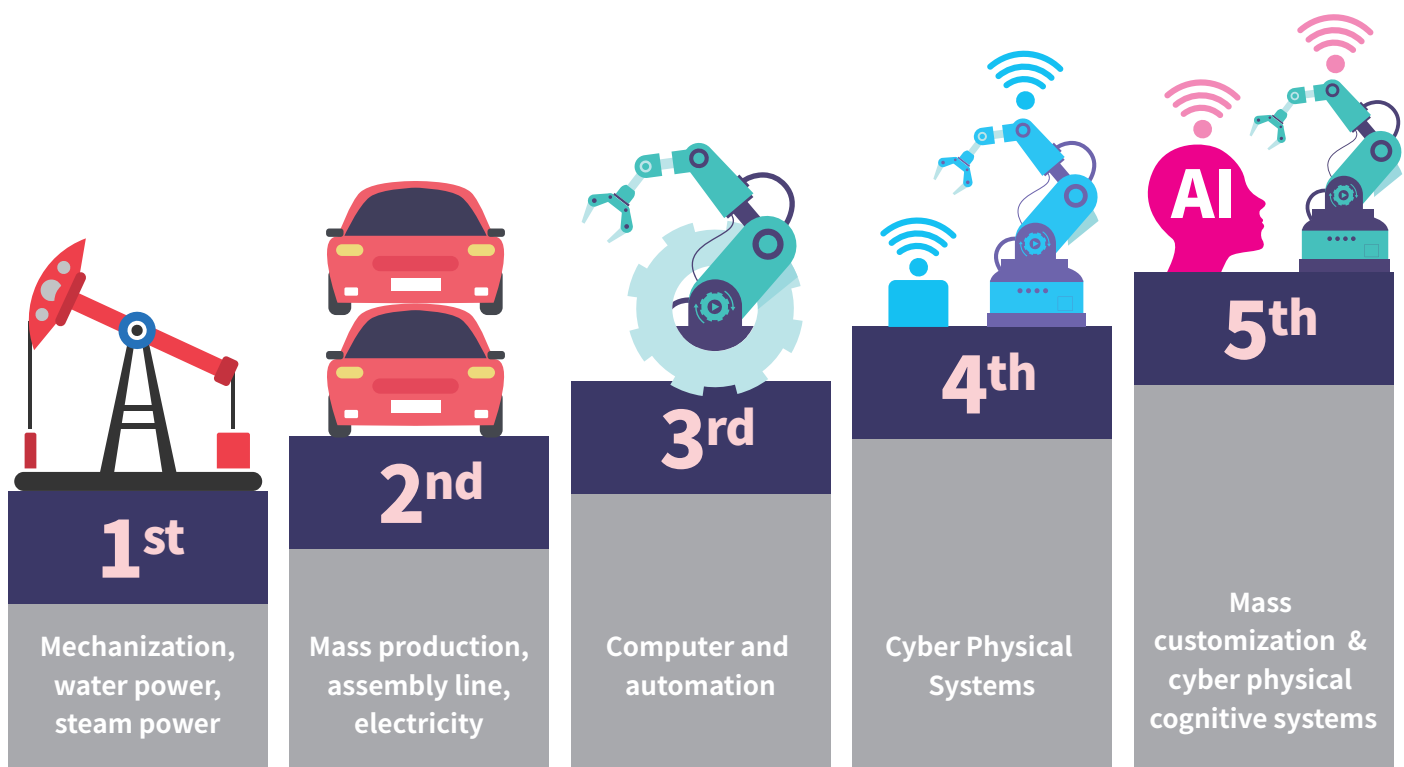 AI
5th
4th
3rd
2nd
1st
Mechanization,
water power,
steam power
Mass production,
assembly line,
electricity
Computer and
automation
Cyber Physical
Systems
Mass
customization &
cyber physical
cognitive systems